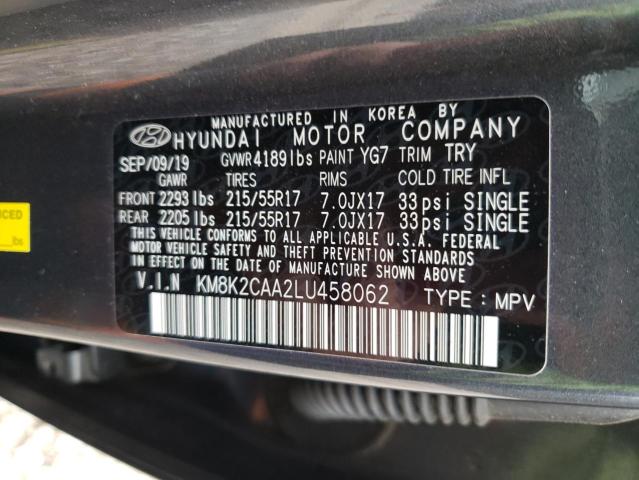 MANUFACTURED IN KOREA BY
HYUNDAI MOTOR COMPANY
SEP/09/19 GVWR 4189lbs PAINT YG7 TRIM TRY
GAWR TIRES RIMS COLD TIRE INFL
FRONT 2293 lbs 215/55R17 7.0JX17 33psi SINGLE
REAR 2205 lbs 215/55R17 7.0JX17 33psi SINGLE
THIS VEHICLE CONFORMS TO ALL APPLICABLE U.S.A. FEDERAL
MOTOR VEHICLE SAFETY AND THEFT PREVENTION STANDARDS
IN EFFECT ON THE DATE OF MANUFACTURE SHOWN ABOVE
V.I.N KM8K2CAA2LU458062 TYPE : MPV
lbs